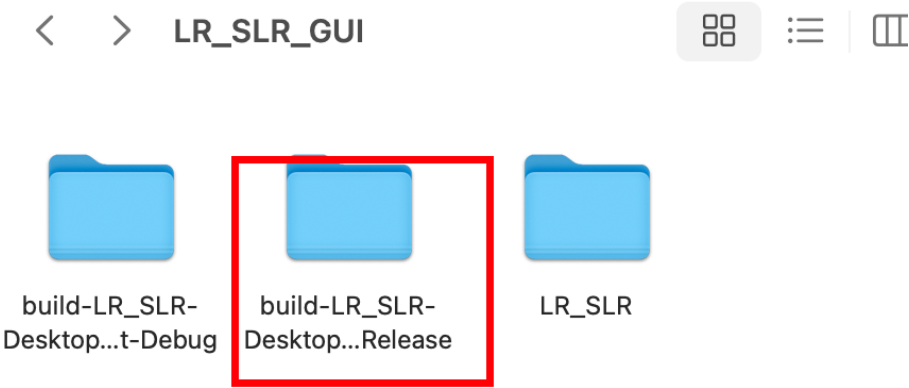 LR_SLR_GUI
build-LR_SLR-
Desktop...t-Debug
build-LR_SLR-
Desktop...Release
LR_SLR